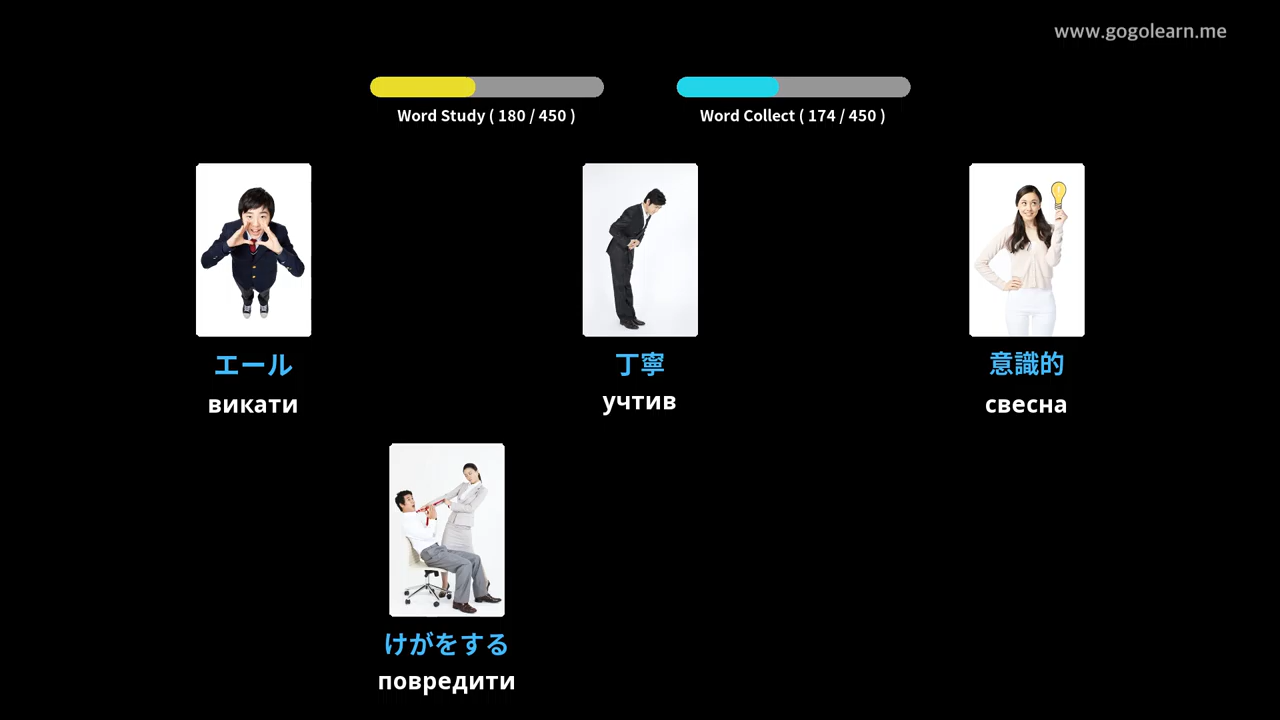 www.gogolearn.me
Word Study ( 180 / 450 )
Word Collect ( 174 / 450 )
エール
викати
丁寧
учтив
意識的
свесна
けがをする
повредити